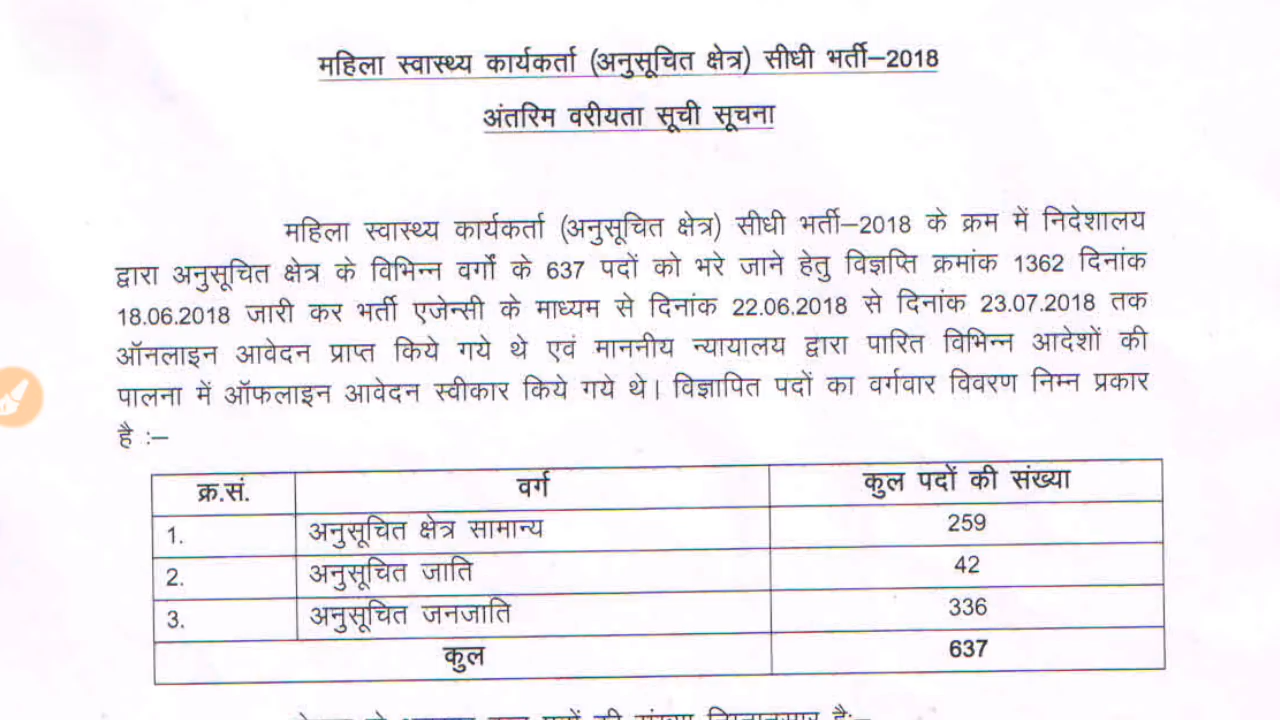 महिला स्वास्थ्य कार्यकर्ता (अनुसूचित क्षेत्र) सीधी भर्ती–2018
अंतरिम वरीयता सूची सूचना
महिला स्वास्थ्य कार्यकर्ता (अनुसूचित क्षेत्र) सीधी भर्ती–2018 के क्रम में निदेशालय
द्वारा अनुसूचित क्षेत्र के विभिन्न वर्गों के 637 पदों को भरे जाने हेतु विज्ञप्ति क्रमांक 1362 दिनांक
18.06.2018 जारी कर भर्ती एजेन्सी के माध्यम से दिनांक 22.06.2018 से दिनांक 23.07.2018 तक
ऑनलाइन आवेदन प्राप्त किये गये थे एवं माननीय न्यायालय द्वारा पारित विभिन्न आदेशों की
पालना में ऑफलाइन आवेदन स्वीकार किये गये थे। विज्ञापित पदों का वर्गवार विवरण निम्न प्रकार
है :–
क्र.सं. वर्ग कुल पदों की संख्या
1. अनुसूचित क्षेत्र सामान्य 259
2. अनुसूचित जाति 42
3. अनुसूचित जनजाति 336
कुल 637